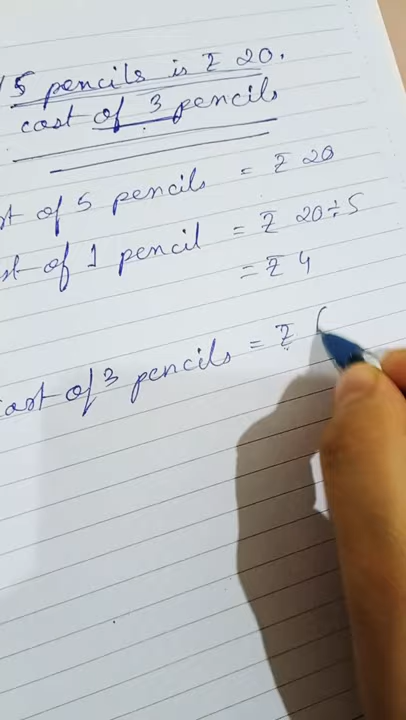 5 pencils is ₹ 20.
cost of 3 pencils
of 5 pencils = ₹ 20
of 1 pencil = ₹ 20÷5
= ₹ 4
cost of 3 pencils = ₹ (